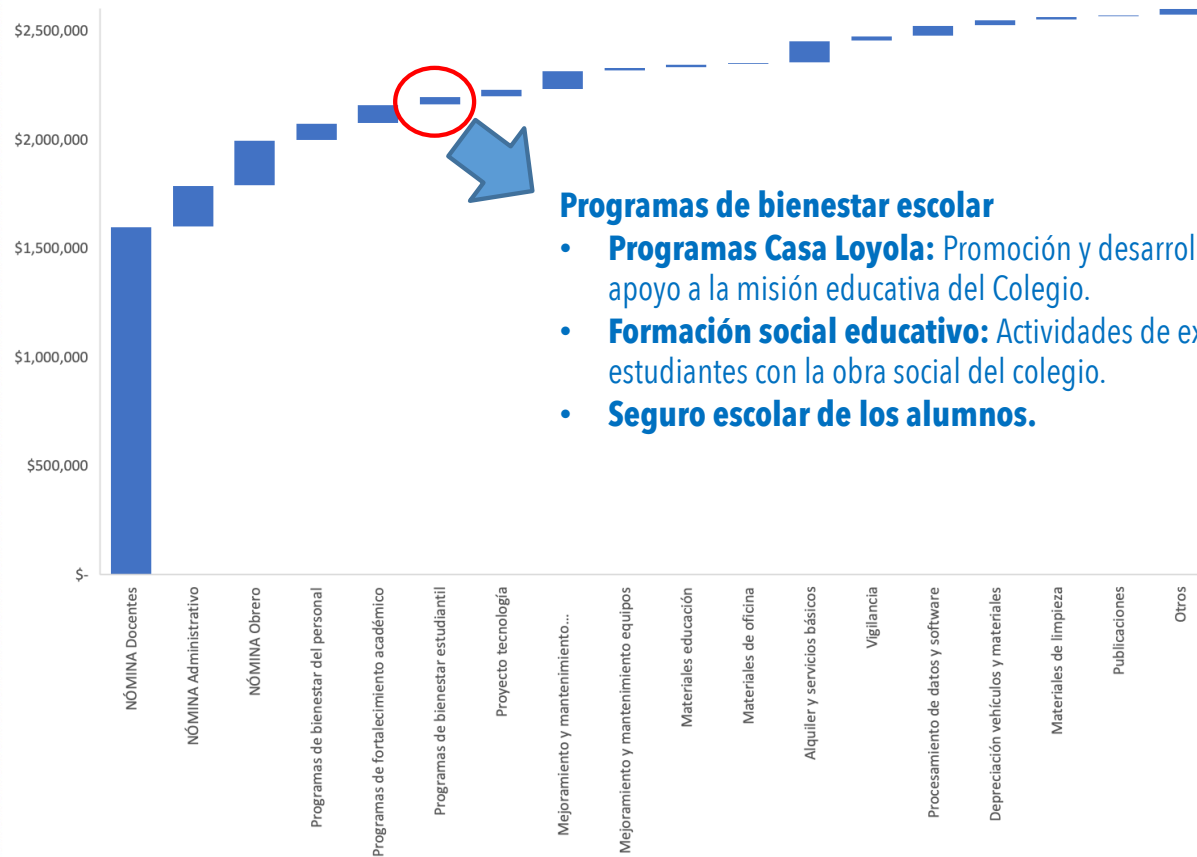 $2,500,000
$2,000,000
$1,500,000
$1,000,000
$500,000
$-
Programas de bienestar escolar
• Programas Casa Loyola: Promoción y desarrol
apoyo a la misión educativa del Colegio.
• Formación social educativo: Actividades de ex
estudiantes con la obra social del colegio.
• Seguro escolar de los alumnos.
NÓMINA Docentes
NÓMINA Administrativo
NÓMINA Obrero
Programas de bienestar del personal
Programas de fortalecimiento académico
Programas de bienestar estudiantil
Proyecto tecnología
Mejoramiento y mantenimiento...
Mejoramiento y mantenimiento equipos
Materiales educación
Materiales de oficina
Alquiler y servicios básicos
Vigilancia
Procesamiento de datos y software
Depreciación vehículos y materiales
Materiales de limpieza
Publicaciones
Otros